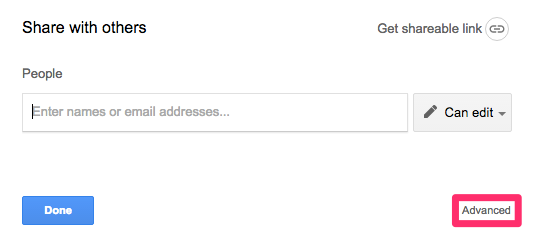 Share with others
Get shareable link
People
Enter names or email addresses...
Can edit
Done
Advanced